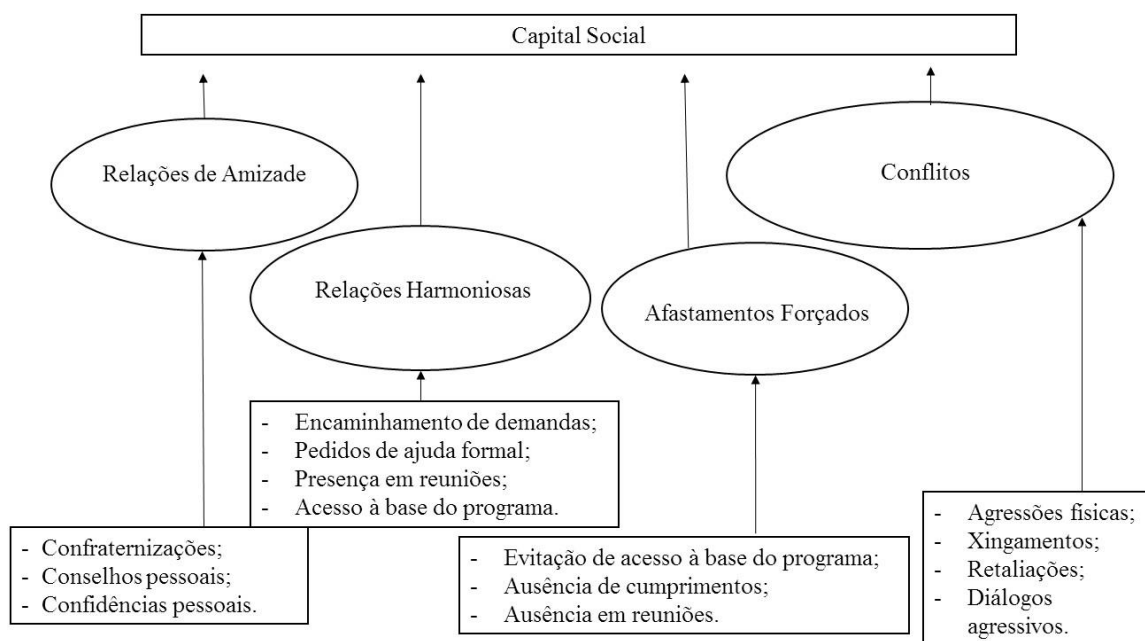 Capital Social
Relações de Amizade
Conflitos
Relações Harmoniosas
Afastamentos Forçados
- Encaminhamento de demandas;
- Pedidos de ajuda formal;
- Presença em reuniões;
- Acesso à base do programa.
- Confraternizações;
- Conselhos pessoais;
- Confidências pessoais.
- Evitação de acesso à base do programa;
- Ausência de cumprimentos;
- Ausência em reuniões.
- Agressões físicas;
- Xingamentos;
- Retaliações;
- Diálogos
agressivos.